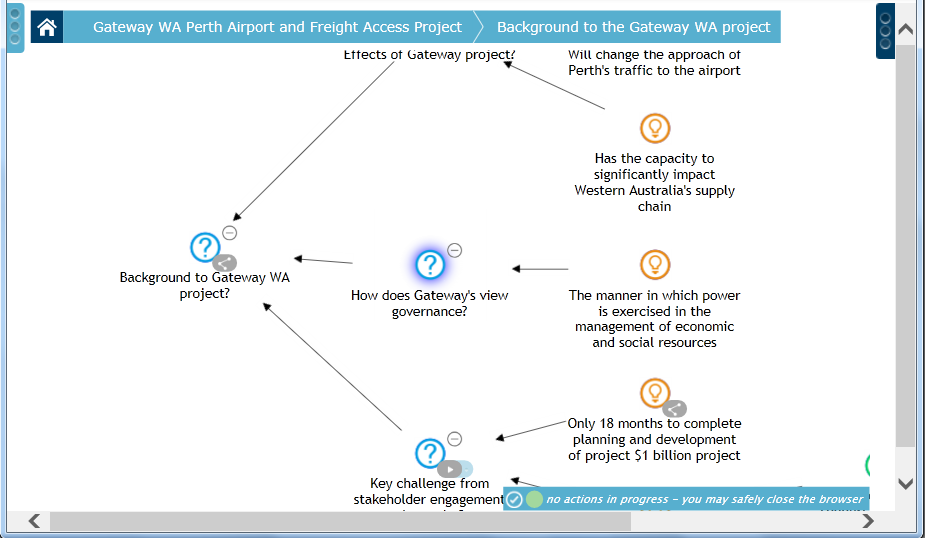 Gateway WA Perth Airport and Freight Access Project
Background to the Gateway WA project
Effects of Gateway project?
Will change the approach of
Perth's traffic to the airport
Has the capacity to
significantly impact
Western Australia's supply
chain
Background to Gateway WA
project?
How does Gateway's view
governance?
The manner in which power
is exercised in the
management of economic
and social resources
Only 18 months to complete
planning and development
of project $1 billion project
Key challenge from
stakeholder engagement
no actions in progress - you may safely close the browser